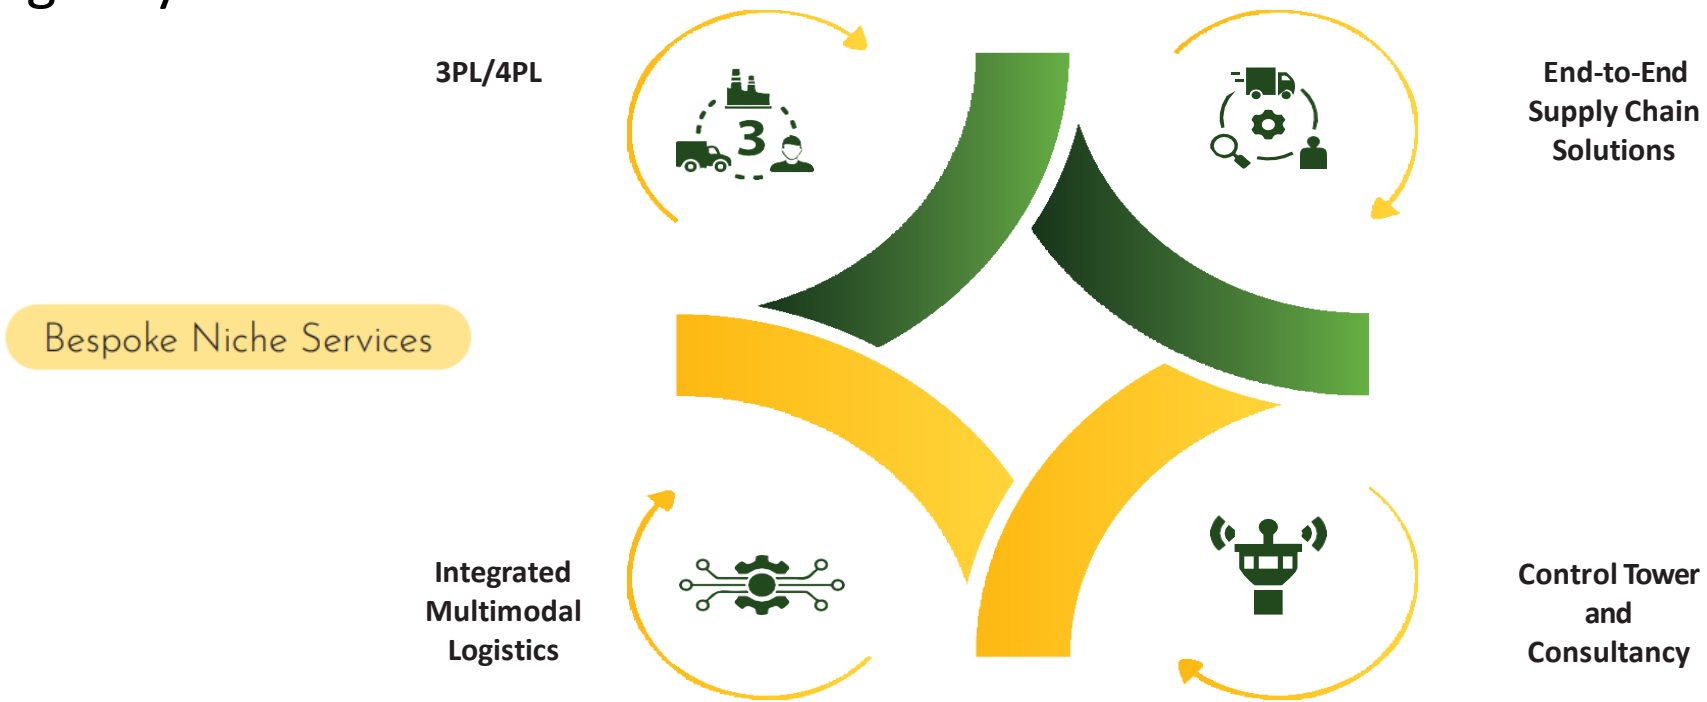 3PL/4PL
End-to-End
Supply Chain
Solutions
3
Bespoke Niche Services
Integrated
Multimodal
Logistics
Control Tower
and
Consultancy